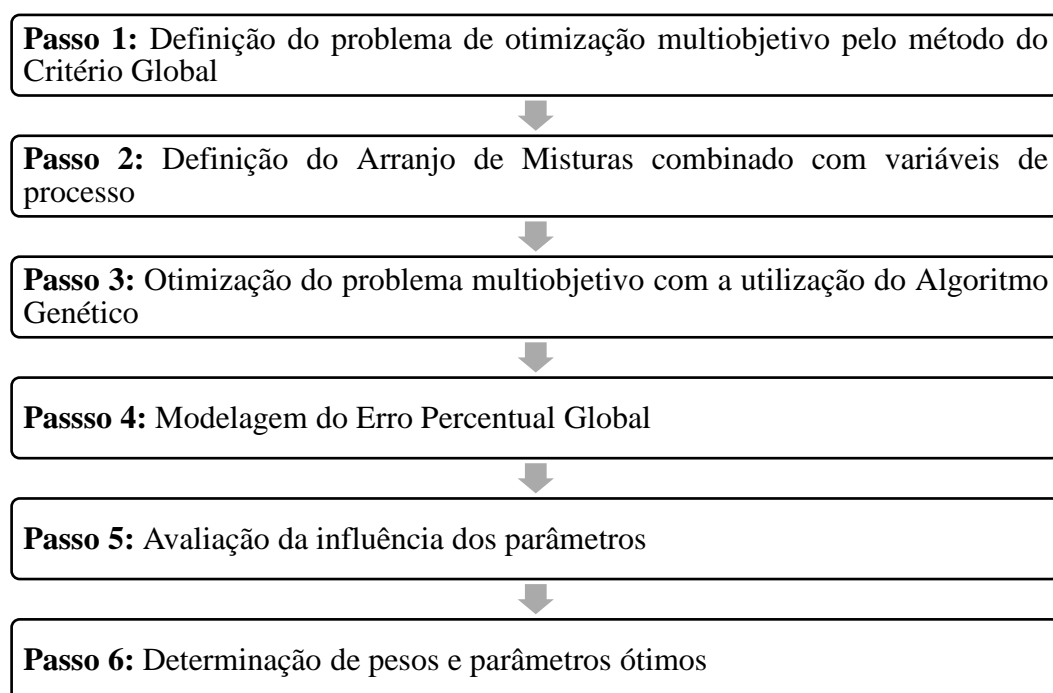 Passo 1: Definição do problema de otimização multiobjetivo pelo método do
Critério Global
Passo 2: Definição do Arranjo de Misturas combinado com variáveis de
processo
Passo 3: Otimização do problema multiobjetivo com a utilização do Algoritmo
Genético
Passso 4: Modelagem do Erro Percentual Global
Passo 5: Avaliação da influência dos parâmetros
Passo 6: Determinação de pesos e parâmetros ótimos